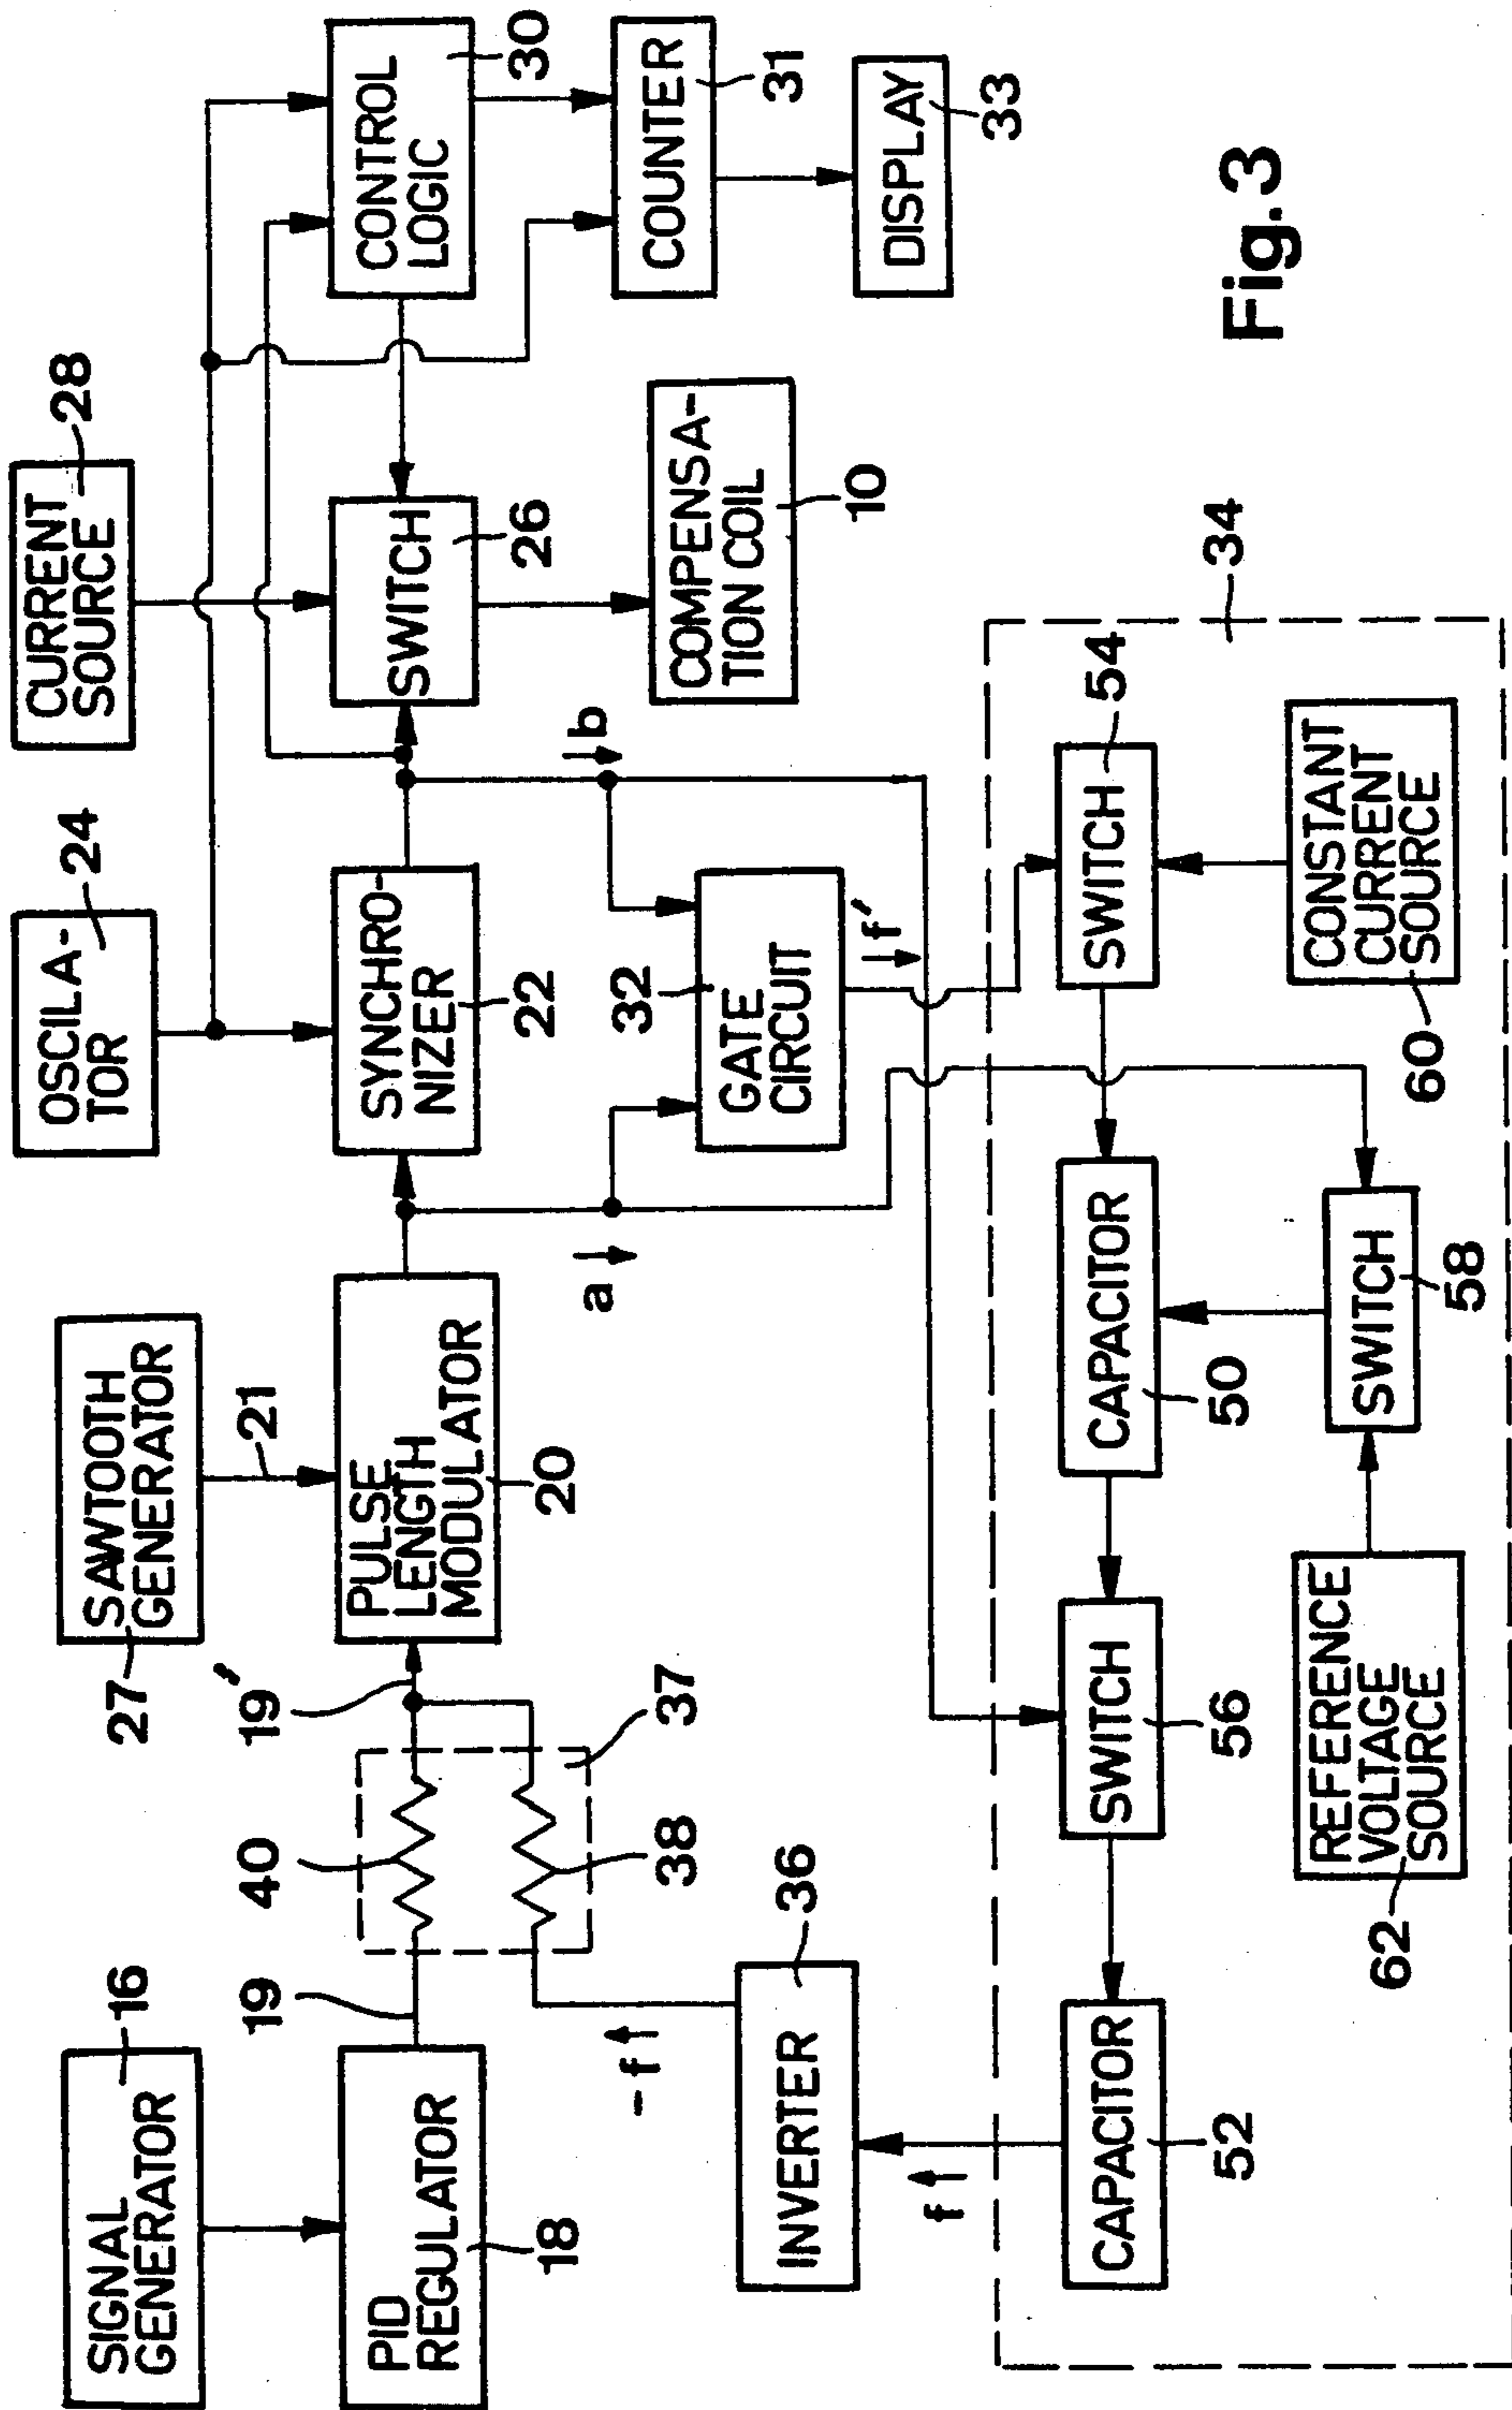 SIGNAL
GENERATOR
16
SAWTOOTH
GENERATOR
27
OSCILA-
TOR
24
CURRENT
SOURCE
28
21
PID
REGULATOR
18
19
40
19'
PULSE
LENGTH
MODULATOR
20
SYNCHRO-
NIZER
22
SWITCH
26
CONTROL
LOGIC
30
38
37
a
b
COMPENSA-
TION COIL
10
COUNTER
31
-f
INVERTER
36
32
GATE
CIRCUIT
f'
DISPLAY
33
f
34
CAPACITOR
52
SWITCH
56
CAPACITOR
50
SWITCH
54
REFERENCE
VOLTAGE
SOURCE
62
SWITCH
58
CONSTANT
CURRENT
SOURCE
60
Fig.3